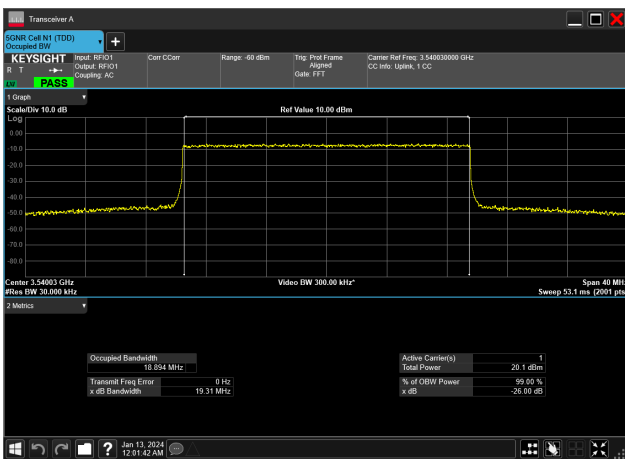 Transceiver A
5GNR Cell N1 (TDD)
Occupied BW
KEYSIGHT
R T
PASS
Input: RFIO1
Output: RFIO1
Coupling: AC
Corr CCorr
Range: -60 dBm
Trig: Prot Frame
Aligned
Gate: FFT
Carrier Ref Freq: 3.540030000 GHz
CC Info: Uplink, 1 CC
1 Graph
Scale/Div 10.0 dB
Ref Value 10.00 dBm
Log
0.00
-10.0
-20.0
-30.0
-40.0
-50.0
-60.0
-70.0
-80.0
Center 3.54003 GHz
Video BW 300.00 kHz*
Span 40 MHz
#Res BW 30.000 kHz
Sweep 53.1 ms (2001 pts
2 Metrics
Occupied Bandwidth
18.894 MHz
Active Carrier(s) 1
Total Power 20.1 dBm
Transmit Freq Error 0 Hz
x dB Bandwidth 19.31 MHz
% of OBW Power 99.00 %
x dB -26.00 dB
?
Jan 13, 2024
12:01:42 AM